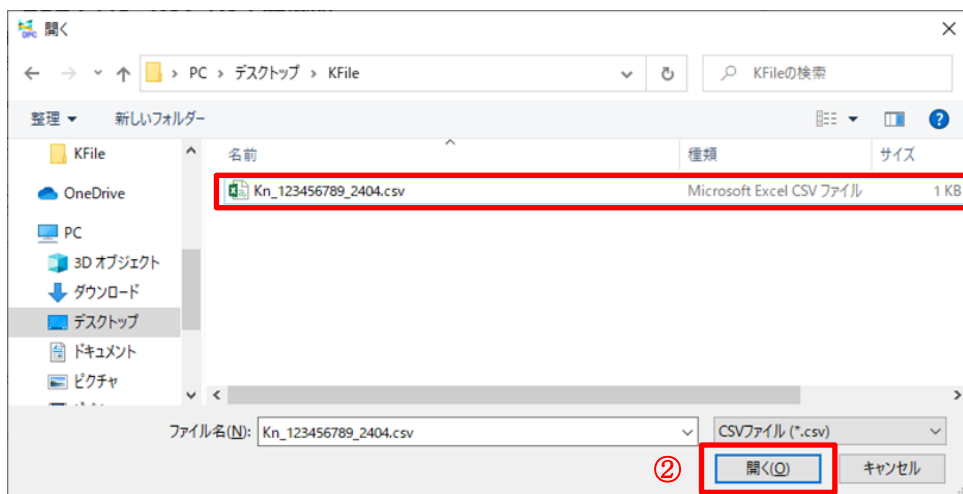 開く
PC › デスクトップ › KFile
KFileの検索
整理 新しいフォルダー
KFile
OneDrive
PC
3D オブジェクト
ダウンロード
デスクトップ
ドキュメント
ピクチャ
名前 種類 サイズ
Kn_123456789_2404.csv Microsoft Excel CSV ファイル 1 KB
ファイル名(N): Kn_123456789_2404.csv CSVファイル (*.csv)
② 開く(O) キャンセル